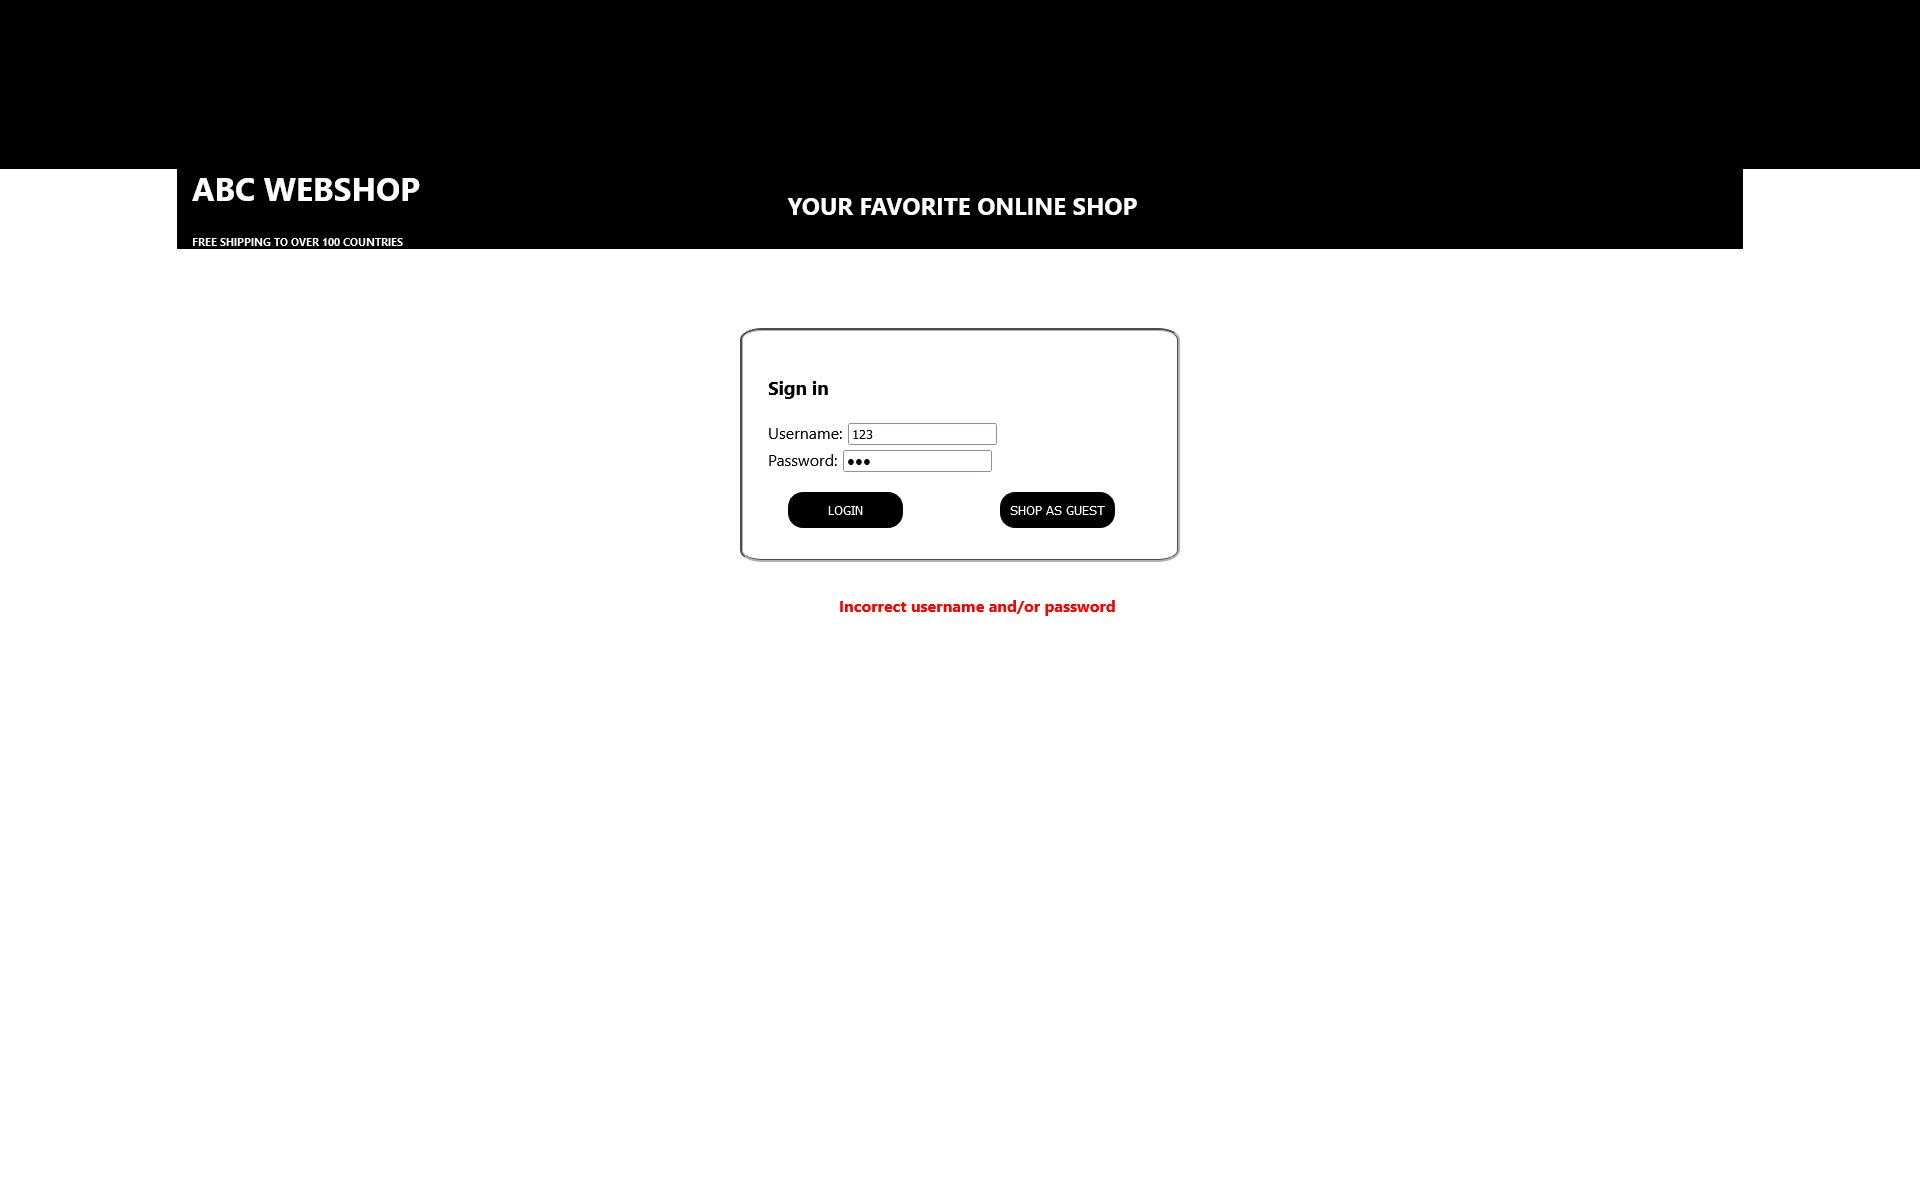 ABC WEBSHOP
YOUR FAVORITE ONLINE SHOP
FREE SHIPPING TO OVER 100 COUNTRIES
Sign in
Username: 123
Password: •••
LOGIN
SHOP AS GUEST
Incorrect username and/or password